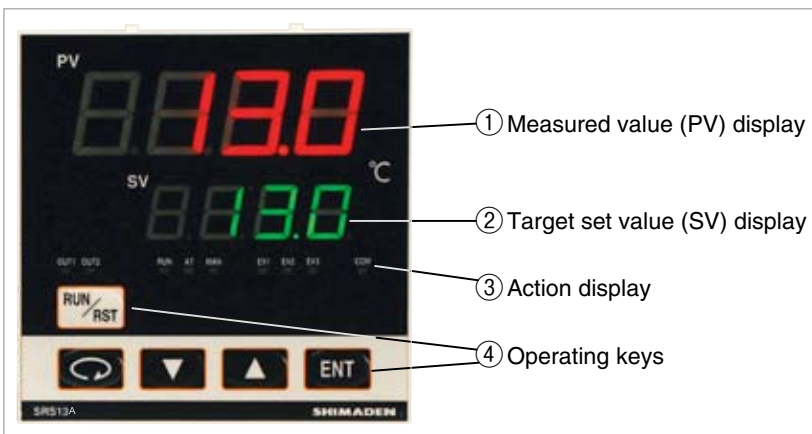 PV
13.0
① Measured value (PV) display
℃
SV
13.0
② Target set value (SV) display
OUT1 OUT2 RUN AT MAN EV1 EV2 EV3 COM
③ Action display
RUN/RST
④ Operating keys
ENT
SRS13A
SHIMADEN